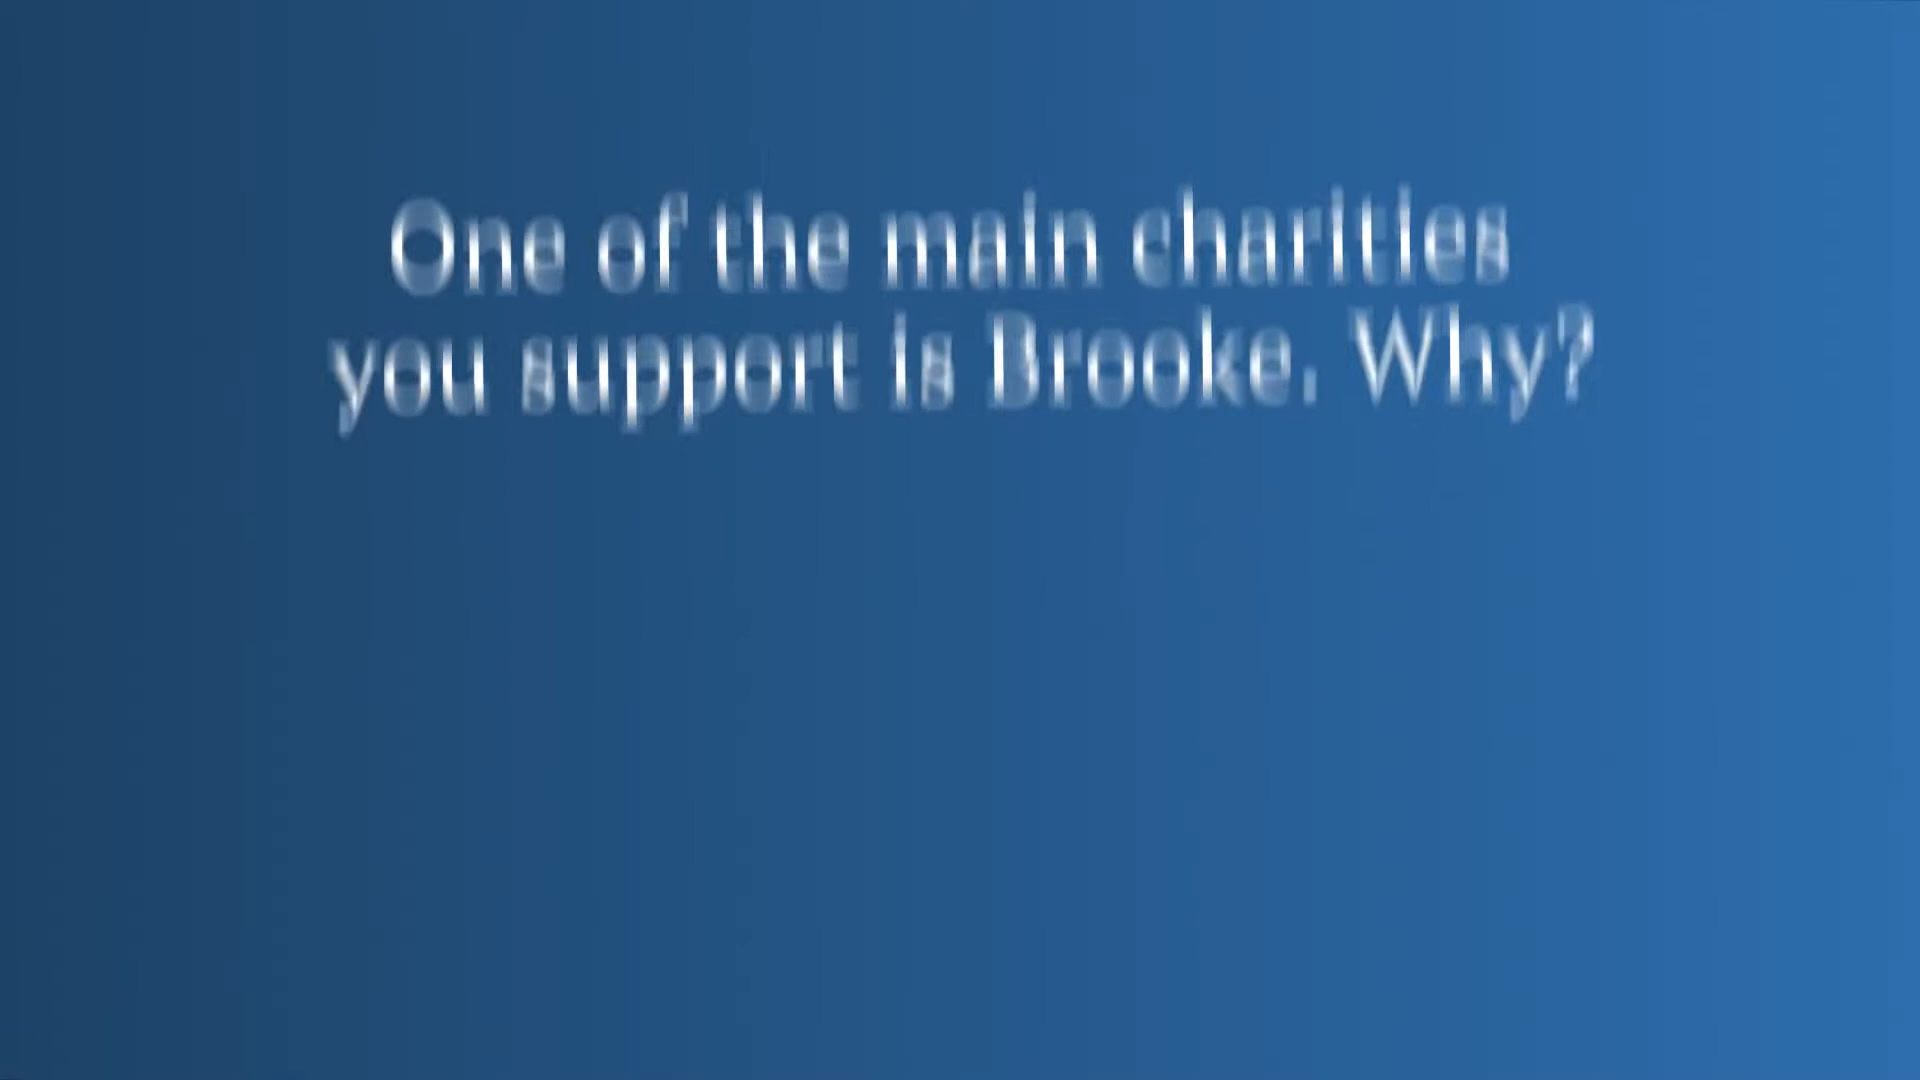 One of the main charities
you support is Brooke. Why?